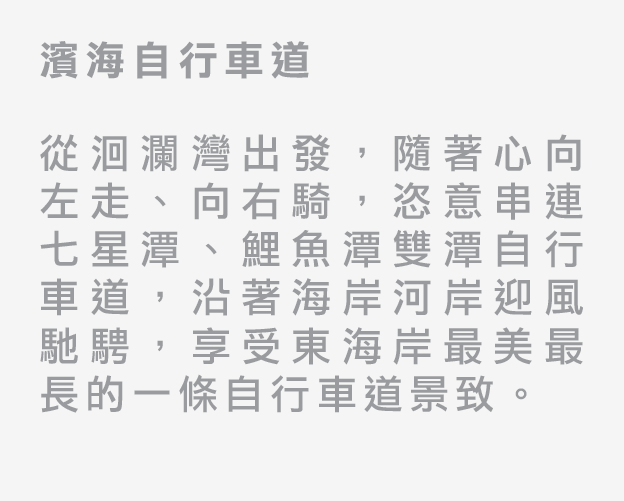 濱海自行車道
從洄瀾灣出發，隨著心向
左走、向右騎，恣意串連
七星潭、鯉魚潭雙潭自行
車道，沿著海岸河岸迎風
馳騁，享受東海岸最美最
長的一條自行車道景致。